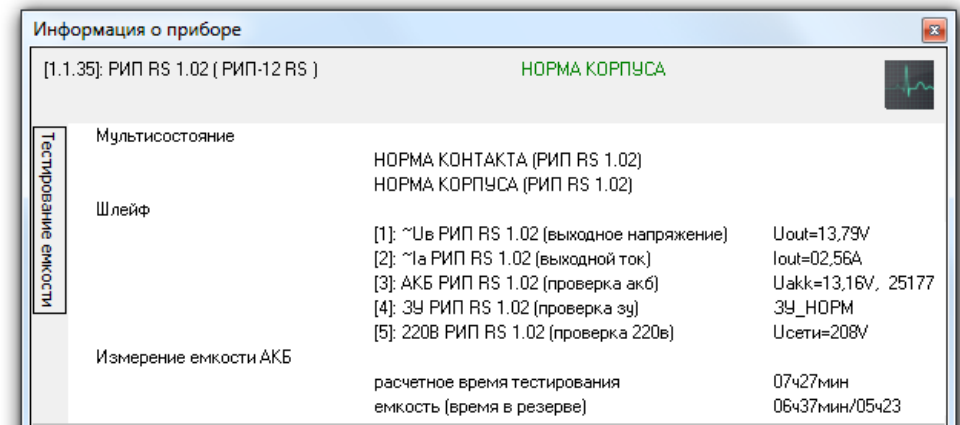 Информация о приборе
[1.1.35]: РИП RS 1.02 ( РИП-12 RS ) НОРМА КОРПУСА
Тестирование емкости
Мультисостояние
НОРМА КОНТАКТА (РИП RS 1.02)
НОРМА КОРПУСА (РИП RS 1.02)
Шлейф
[1]: ~Uв РИП RS 1.02 (выходное напряжение) Uout=13,79V
[2]: ~Iа РИП RS 1.02 (выходной ток) Iout=02,56A
[3]: АКБ РИП RS 1.02 (проверка акб) Uakk=13,16V, 25177
[4]: ЗУ РИП RS 1.02 (проверка зу) ЗУ_НОРМ
[5]: 220В РИП RS 1.02 (проверка 220в) Uсети=208V
Измерение емкости АКБ
расчетное время тестирования 07ч27мин
емкость (время в резерве) 06ч37мин/05ч23